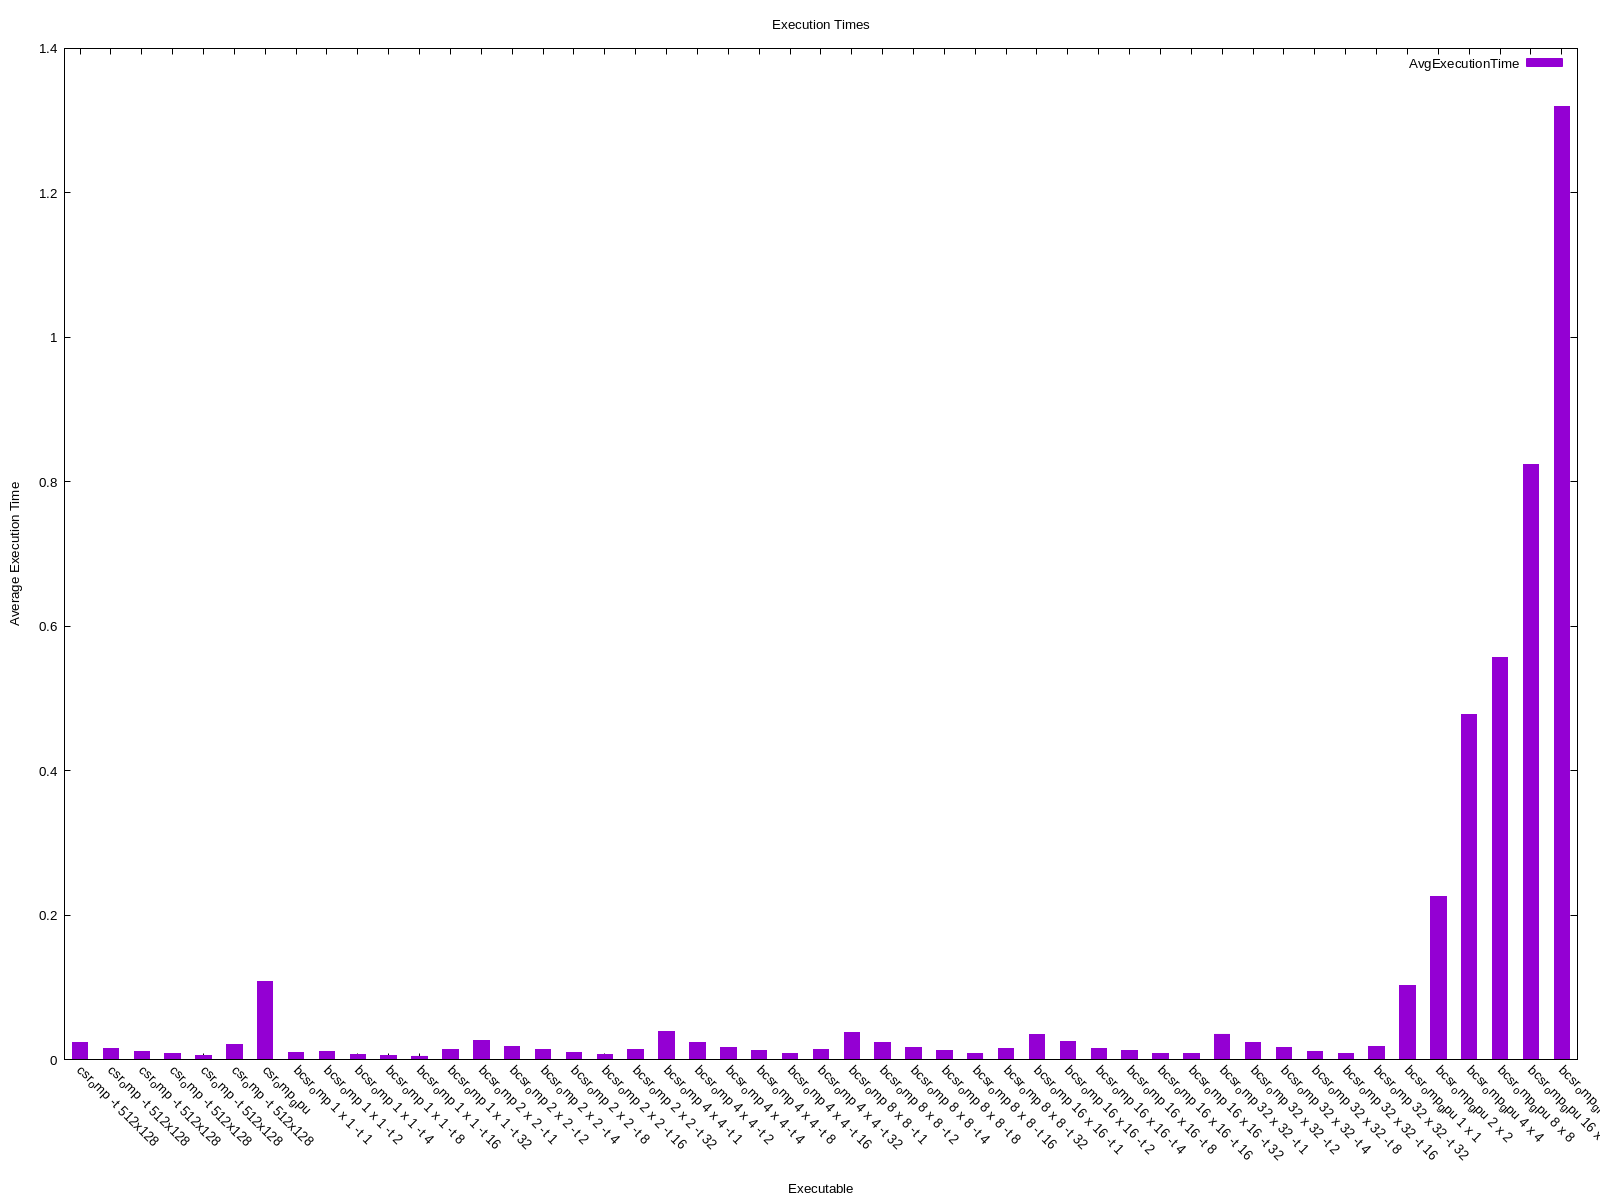 Execution Times
AvgExecutionTime
1.4
1.2
1
0.8
0.6
0.4
0.2
0
Average Execution Time
csr_omp -t 512x128
csr_omp -t 512x128
csr_omp -t 512x128
csr_omp -t 512x128
csr_omp -t 512x128
csr_omp -t 512x128
csr_ompgpu
bcsr_omp 1 x 1 -t 1
bcsr_omp 1 x 1 -t 2
bcsr_omp 1 x 1 -t 4
bcsr_omp 1 x 1 -t 8
bcsr_omp 1 x 1 -t 16
bcsr_omp 1 x 1 -t 32
bcsr_omp 2 x 2 -t 1
bcsr_omp 2 x 2 -t 2
bcsr_omp 2 x 2 -t 4
bcsr_omp 2 x 2 -t 8
bcsr_omp 2 x 2 -t 16
bcsr_omp 2 x 2 -t 32
bcsr_omp 4 x 4 -t 1
bcsr_omp 4 x 4 -t 2
bcsr_omp 4 x 4 -t 4
bcsr_omp 4 x 4 -t 8
bcsr_omp 4 x 4 -t 16
bcsr_omp 4 x 4 -t 32
bcsr_omp 8 x 8 -t 1
bcsr_omp 8 x 8 -t 2
bcsr_omp 8 x 8 -t 4
bcsr_omp 8 x 8 -t 8
bcsr_omp 8 x 8 -t 16
bcsr_omp 8 x 8 -t 32
bcsr_omp 16 x 16 -t 1
bcsr_omp 16 x 16 -t 2
bcsr_omp 16 x 16 -t 4
bcsr_omp 16 x 16 -t 8
bcsr_omp 16 x 16 -t 16
bcsr_omp 16 x 16 -t 32
bcsr_omp 32 x 32 -t 1
bcsr_omp 32 x 32 -t 2
bcsr_omp 32 x 32 -t 4
bcsr_omp 32 x 32 -t 8
bcsr_omp 32 x 32 -t 16
bcsr_omp 32 x 32 -t 32
bcsr_ompgpu 1 x 1
bcsr_ompgpu 2 x 2
bcsr_ompgpu 4 x 4
bcsr_ompgpu 8 x 8
bcsr_ompgpu 16 x
bcsr_ompg
Executable